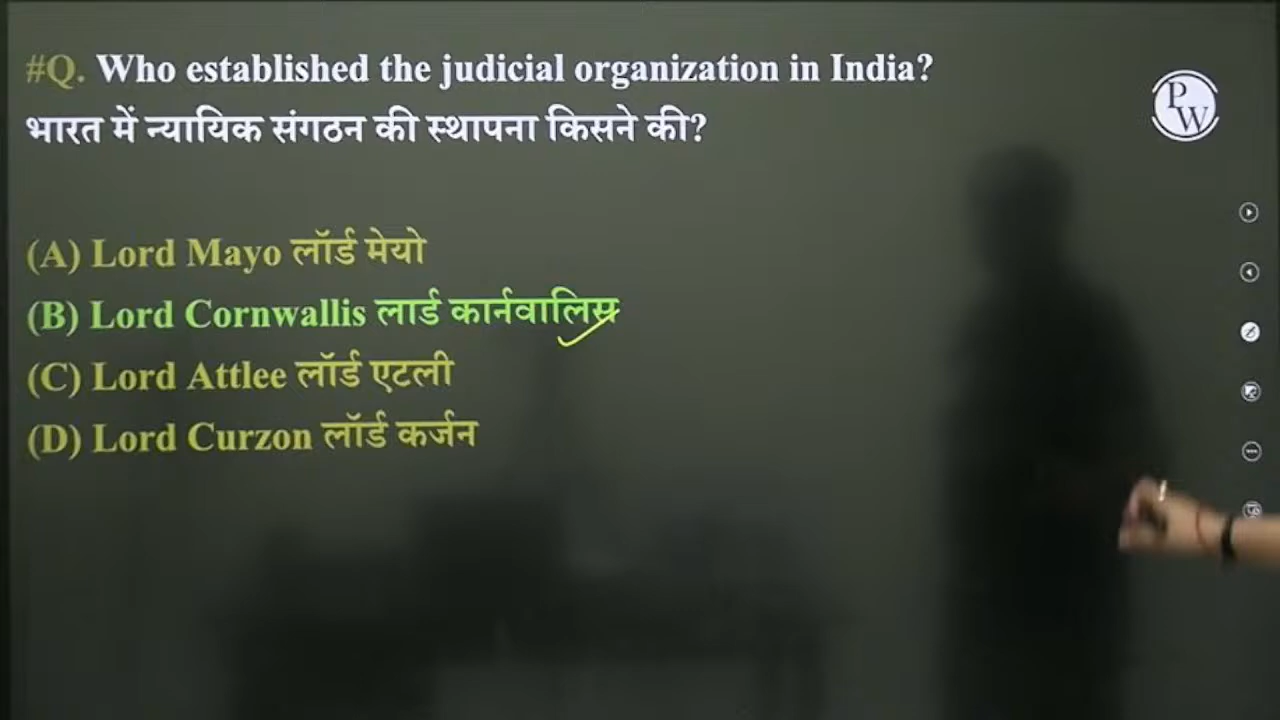 #Q. Who established the judicial organization in India?
भारत में न्यायिक संगठन की स्थापना किसने की?
(A) Lord Mayo लॉर्ड मेयो
(B) Lord Cornwallis लार्ड कार्नवालिस
(C) Lord Attlee लॉर्ड एटली
(D) Lord Curzon लॉर्ड कर्जन
PW